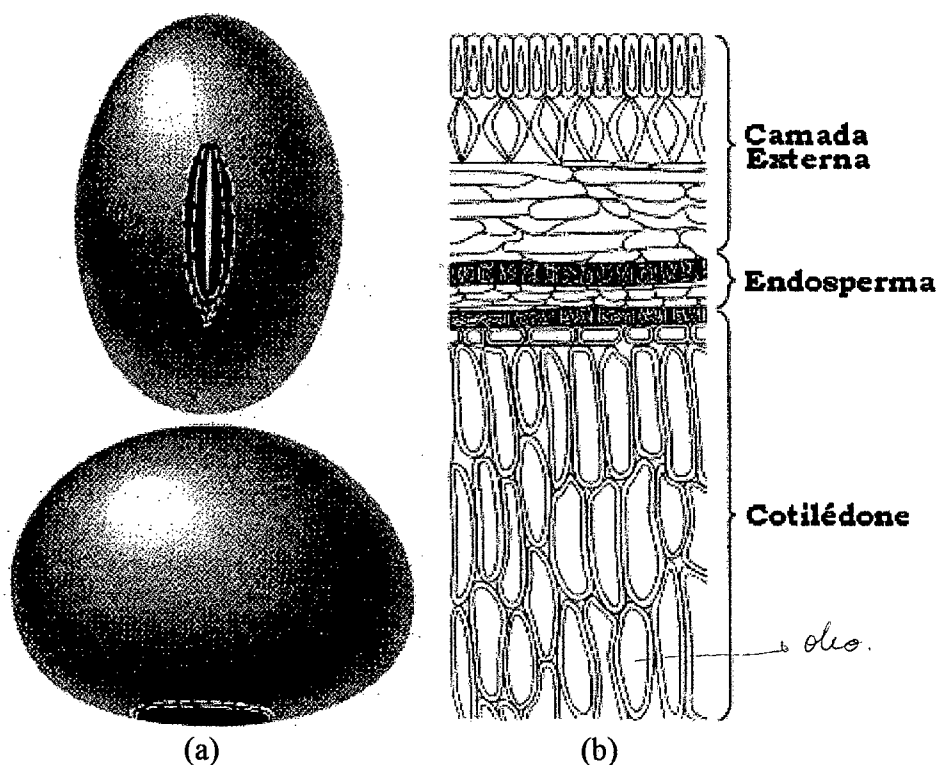 Camada
Externa
Endosperma
Cotilédone
óleo.
(a)
(b)